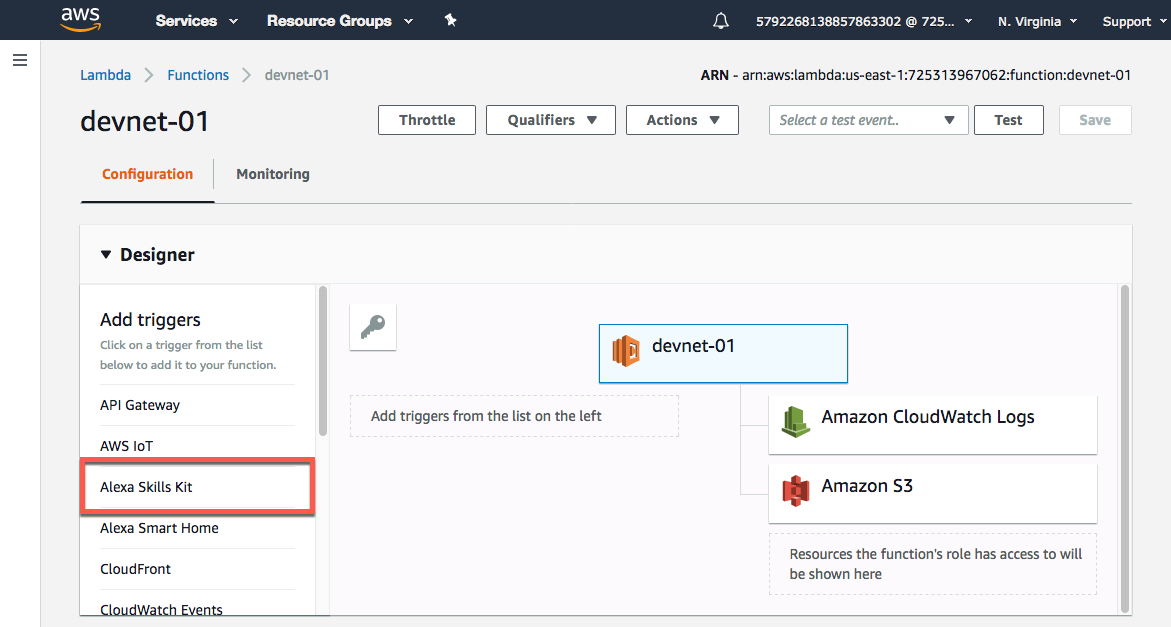 aws Services Resource Groups 5792268138857863302 @ 725... N. Virginia Support
Lambda Functions devnet-01 ARN - arn:aws:lambda:us-east-1:725313967062:function:devnet-01
devnet-01 Throttle Qualifiers Actions Select a test event.. Test Save
Configuration Monitoring
Designer
Add triggers
Click on a trigger from the list
below to add it to your function.
API Gateway
AWS IoT
Alexa Skills Kit
Alexa Smart Home
CloudFront
CloudWatch Events
devnet-01
Add triggers from the list on the left
Amazon CloudWatch Logs
Amazon S3
Resources the function's role has access to will
be shown here